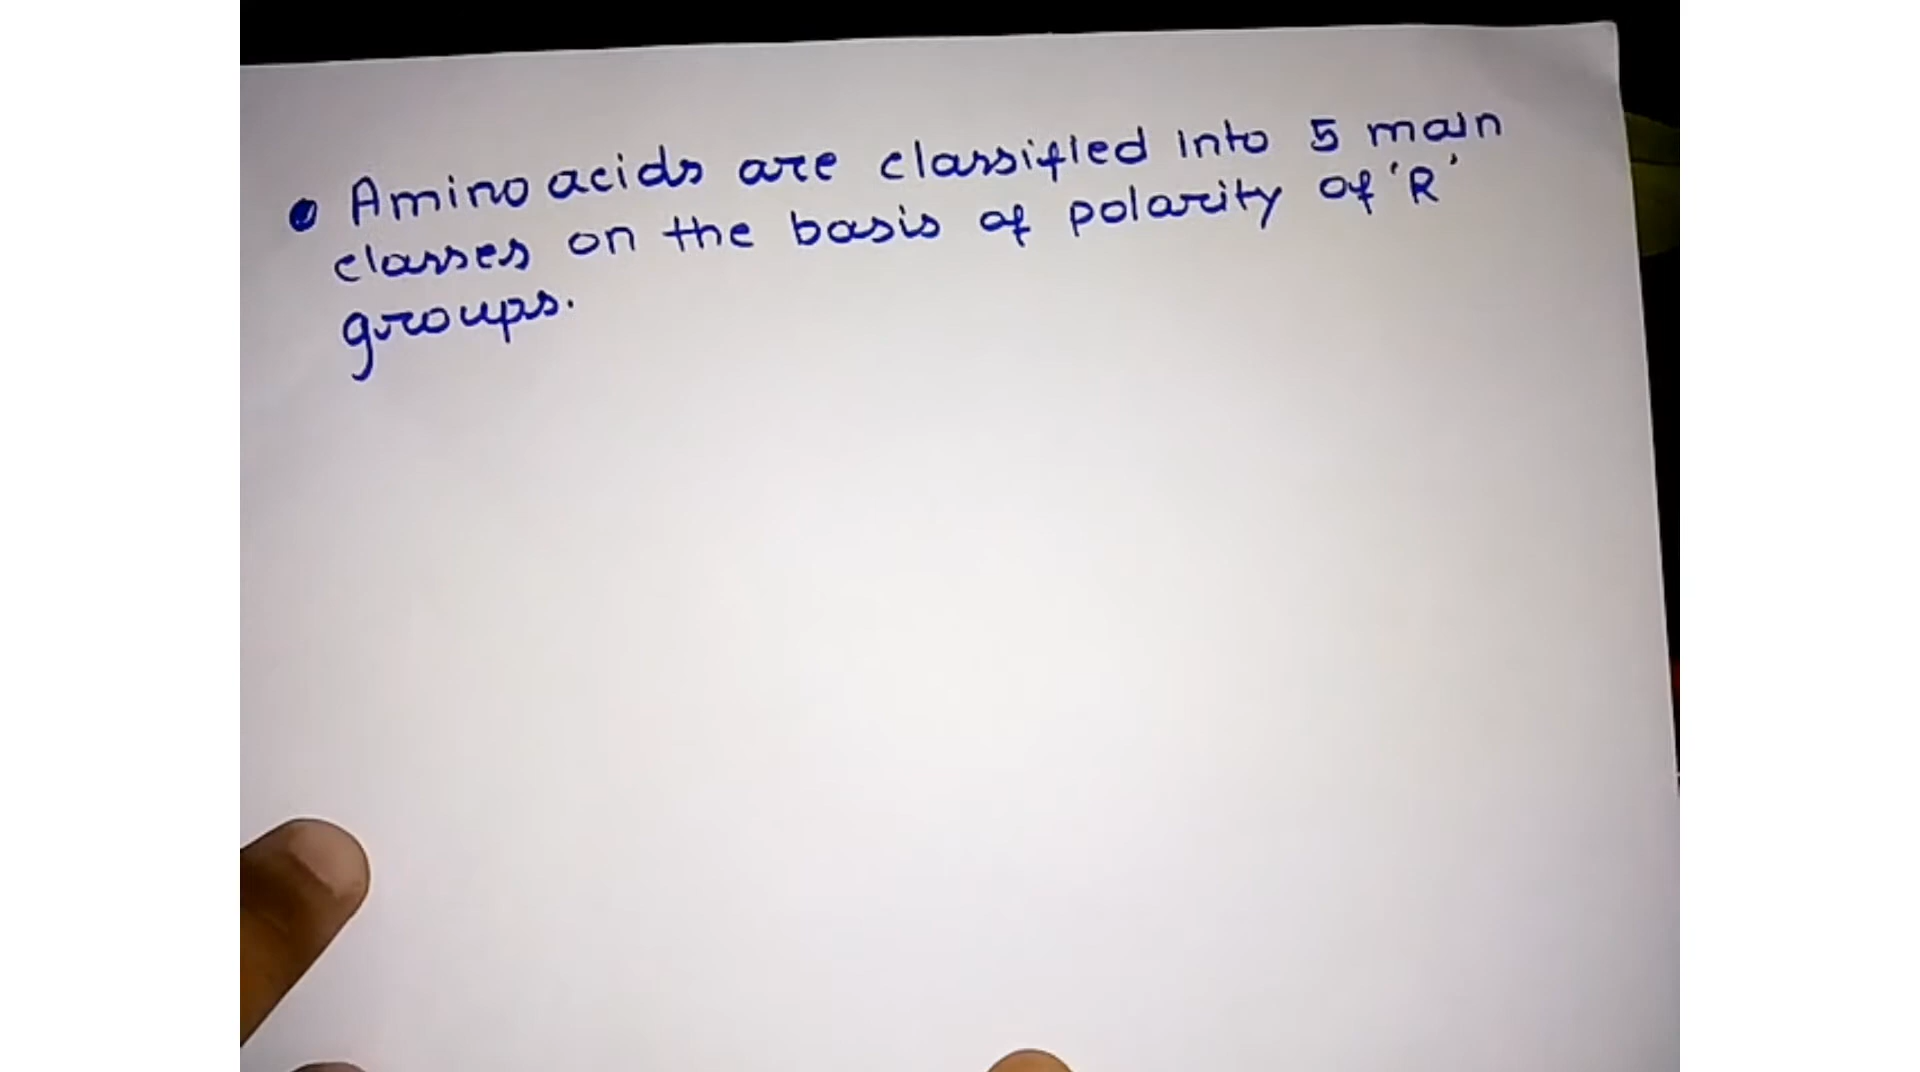 • Amino acids are classified into 5 main
classes on the basis of polarity of 'R'
groups.